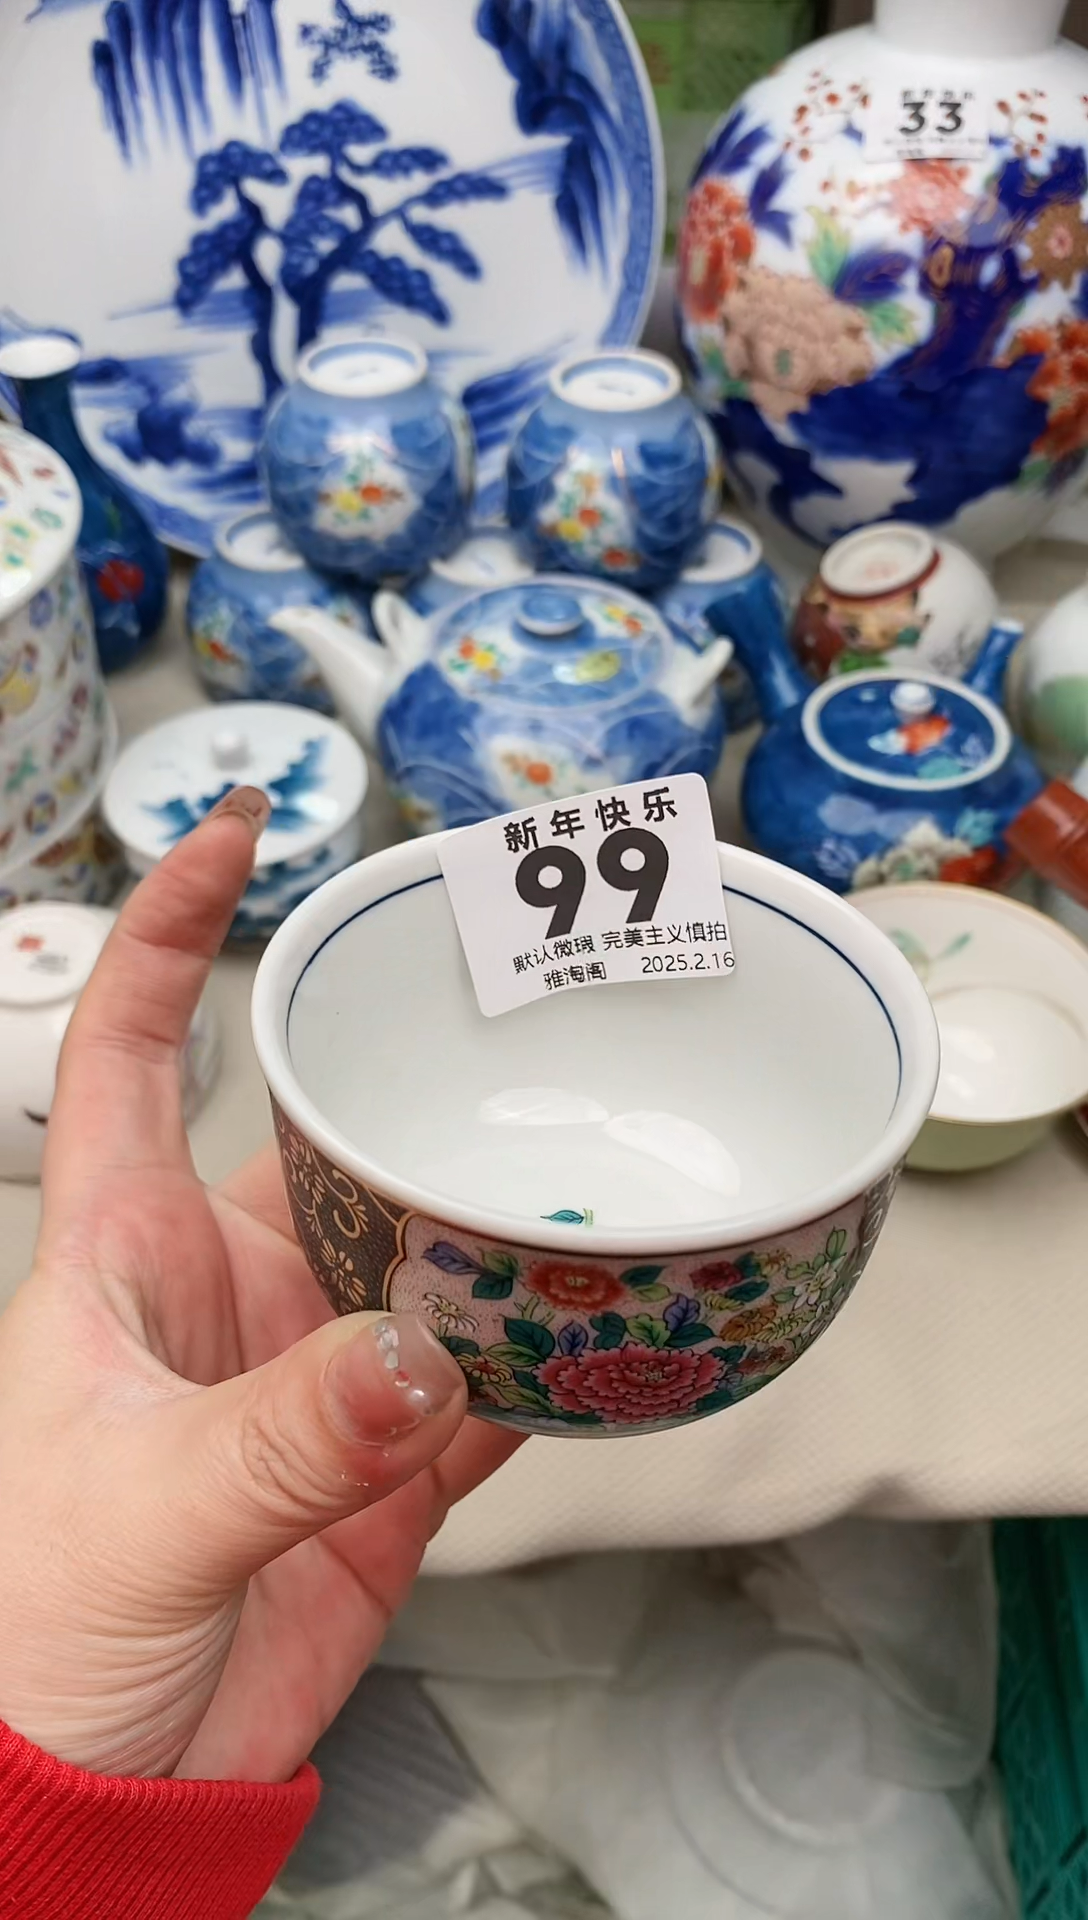 33
新年快乐
99
默认微瑕 完美主义慎拍
雅淘阁 2025.2.16